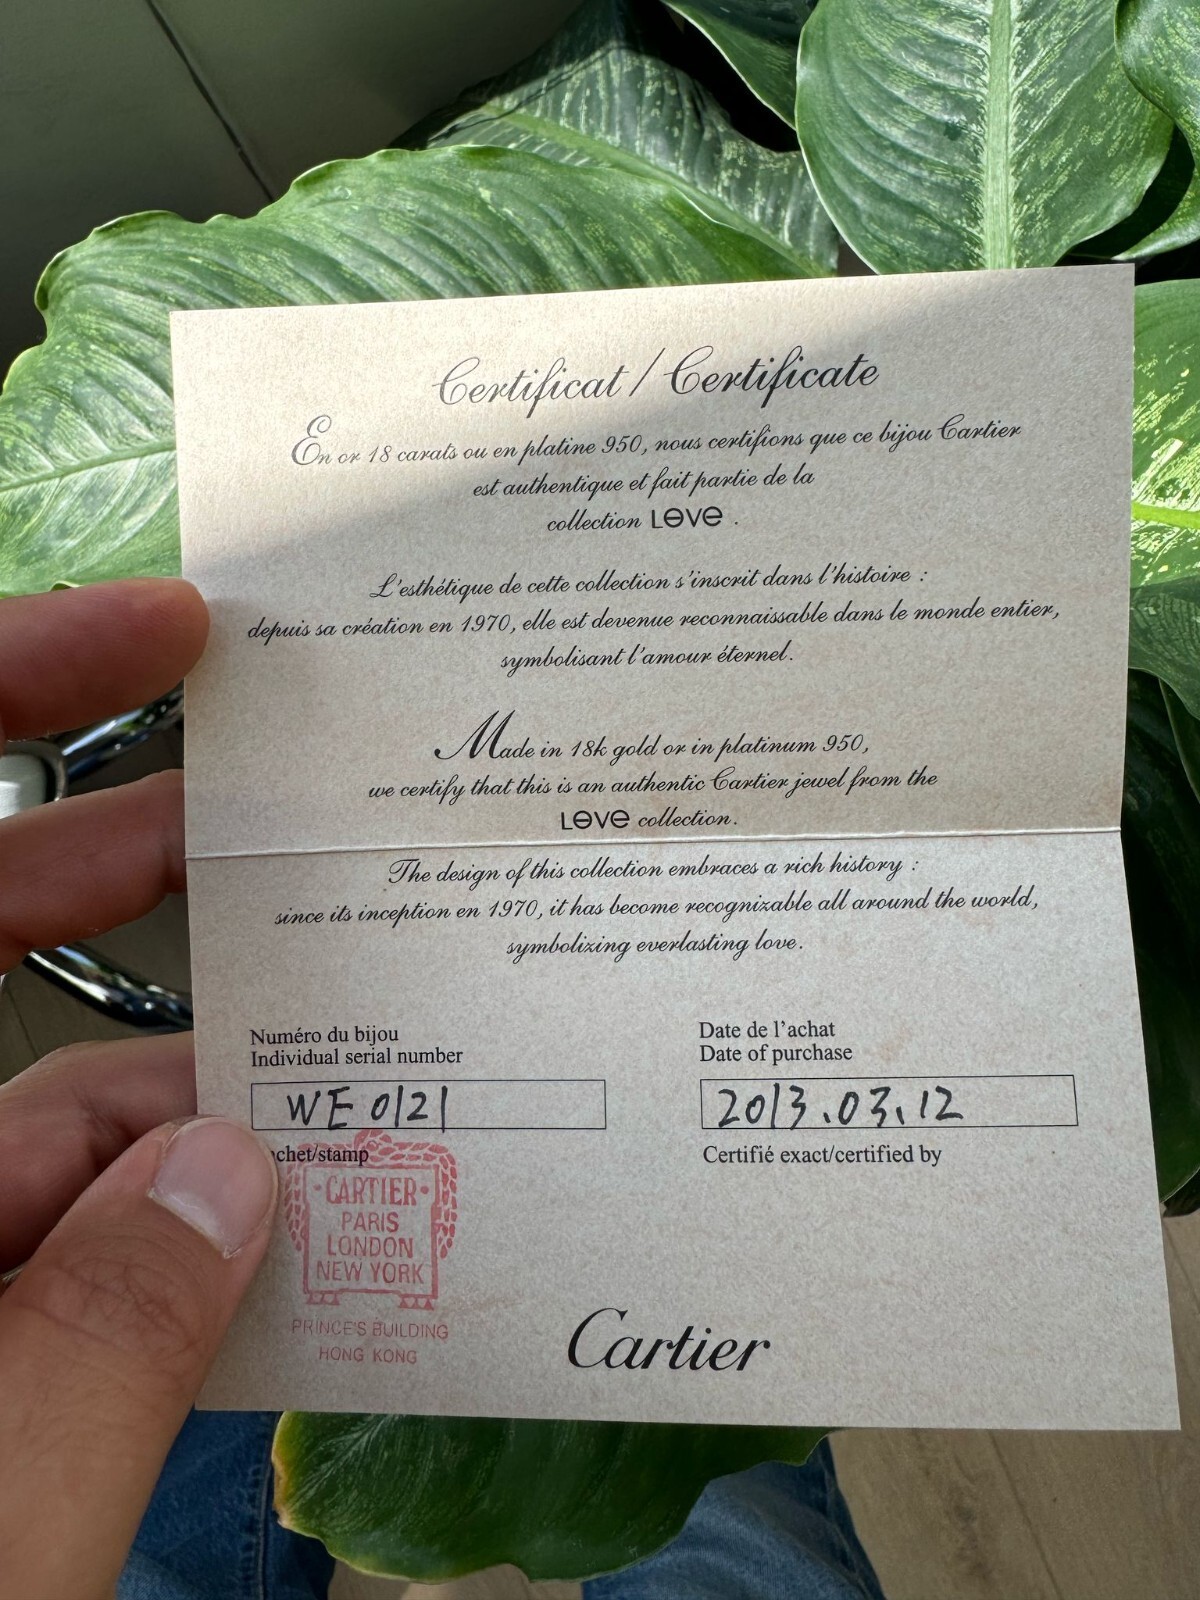 Certificat / Certificate
En or 18 carats ou en platine 950, nous certifions que ce bijou Cartier
est authentique et fait partie de la
collection LOVE .
L'esthétique de cette collection s'inscrit dans l'histoire :
depuis sa création en 1970, elle est devenue reconnaissable dans le monde entier,
symbolisant l'amour éternel.
Made in 18k gold or in platinum 950,
we certify that this is an authentic Cartier jewel from the
LOVE collection.
The design of this collection embraces a rich history :
since its inception en 1970, it has become recognizable all around the world,
symbolizing everlasting love.
Numéro du bijou
Individual serial number
WE 0121
Date de l'achat
Date of purchase
2013.03.12
chet/stamp
Certifié exact/certified by
·CARTIER·
PARIS
LONDON
NEW YORK
PRINCE'S BUILDING
HONG KONG
Cartier